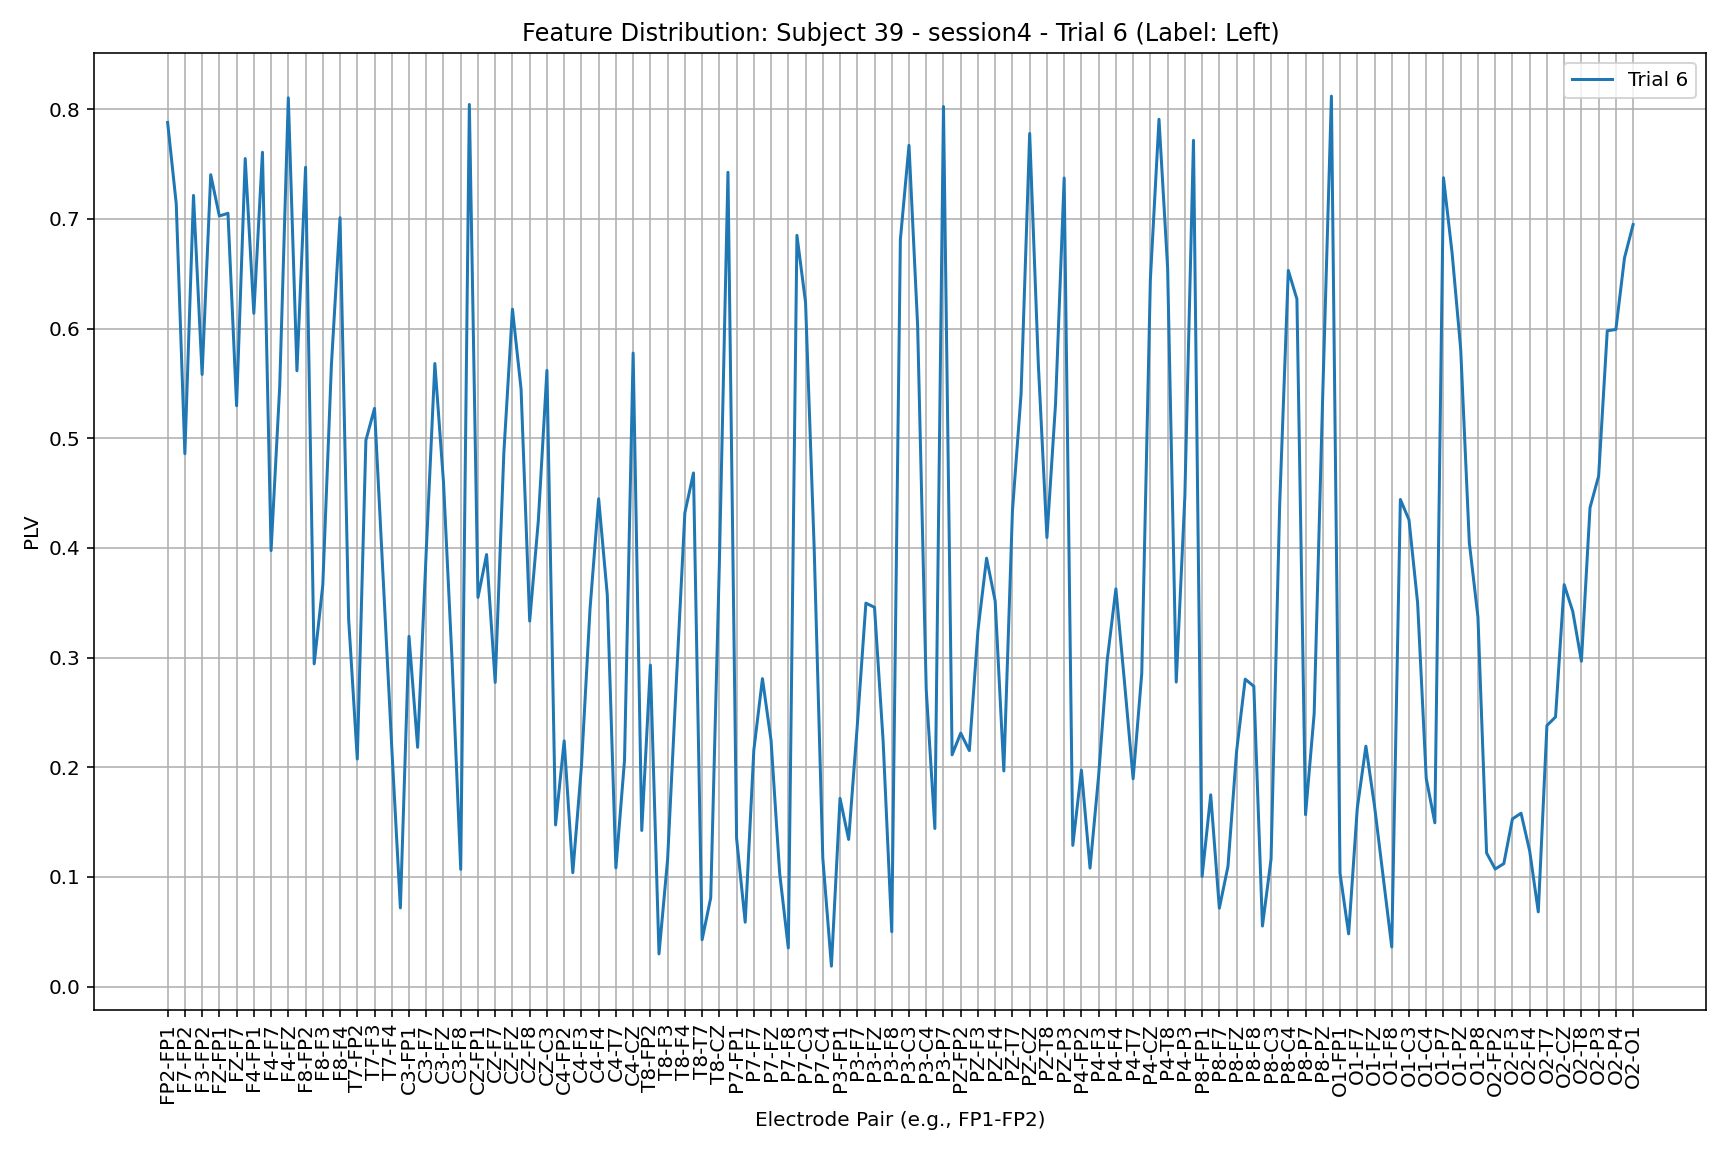 Feature Distribution: Subject 39 - session4 - Trial 6 (Label: Left)
Trial 6
PLV
0.8
0.7
0.6
0.5
0.4
0.3
0.2
0.1
0.0
FP2-FP1
F7-FP2
F3-FP2
FZ-FP1
FZ-F7
F4-FP1
F4-F7
F4-FZ
F8-FP2
F8-F3
F8-F4
T7-FP2
T7-F3
T7-F4
C3-FP1
C3-F7
C3-FZ
C3-F8
CZ-FP1
CZ-F7
CZ-FZ
CZ-F8
CZ-C3
C4-FP2
C4-F3
C4-F4
C4-T7
C4-CZ
T8-FP2
T8-F3
T8-F4
T8-T7
T8-CZ
P7-FP1
P7-F7
P7-FZ
P7-F8
P7-C3
P7-C4
P3-FP1
P3-F7
P3-FZ
P3-F8
P3-C3
P3-C4
P3-P7
PZ-FP2
PZ-F3
PZ-F4
PZ-T7
PZ-CZ
PZ-T8
PZ-P3
P4-FP2
P4-F3
P4-F4
P4-T7
P4-CZ
P4-T8
P4-P3
P8-FP1
P8-F7
P8-FZ
P8-F8
P8-C3
P8-C4
P8-P7
P8-PZ
O1-FP1
O1-F7
O1-FZ
O1-F8
O1-C3
O1-C4
O1-P7
O1-PZ
O1-P8
O2-FP2
O2-F3
O2-F4
O2-T7
O2-CZ
O2-T8
O2-P3
O2-P4
O2-O1
Electrode Pair (e.g., FP1-FP2)